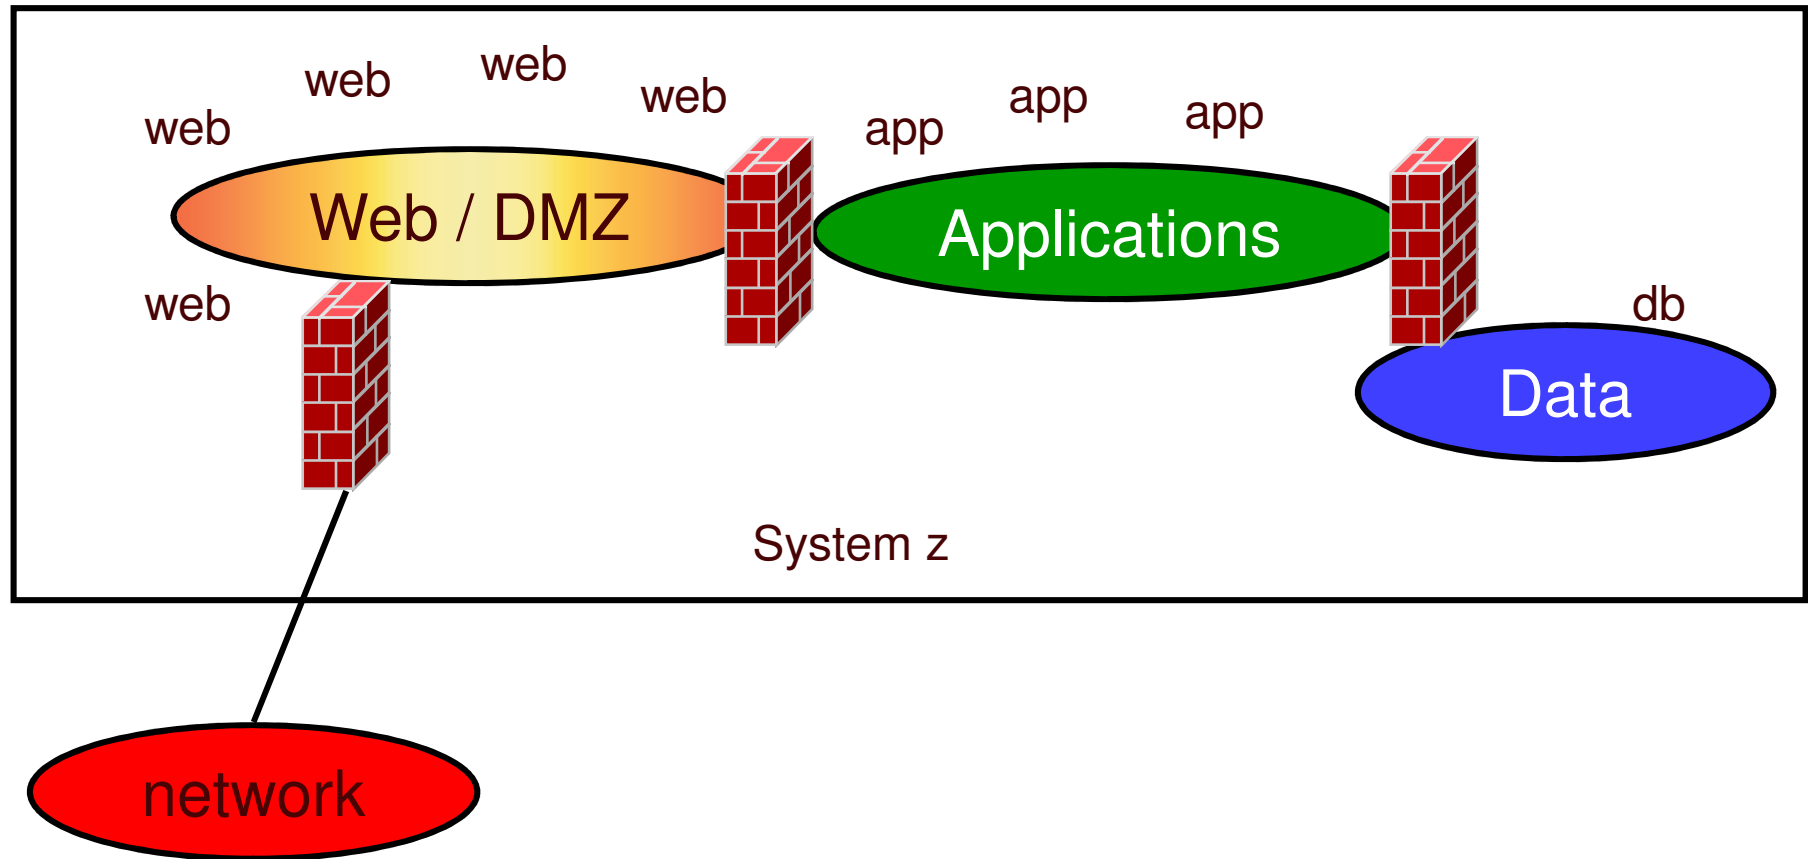 web
web
web
web
app
app
app
Web / DMZ
Applications
web
db
Data
System z
network